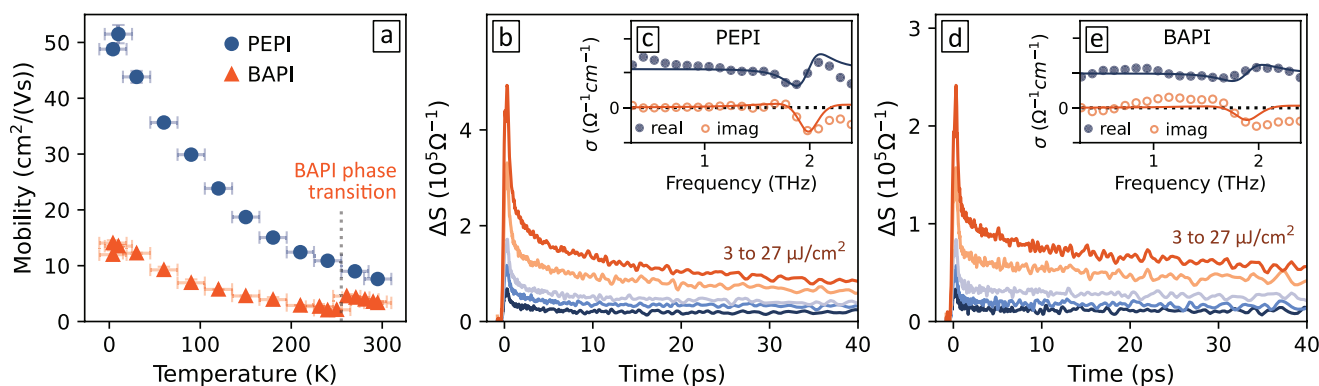 a
PEPI
BAPI
BAPI phase
transition
50
40
30
20
10
0
Mobility (cm²/(Vs))
0
100
200
300
Temperature (K)
b
4
2
0
ΔS (10⁵Ω⁻¹)
3 to 27 μJ/cm²
0
10
20
30
40
Time (ps)
c
PEPI
0
σ (Ω⁻¹cm⁻¹)
real
imag
1
2
Frequency (THz)
d
3
2
1
0
ΔS (10⁵Ω⁻¹)
3 to 27 μJ/cm²
0
10
20
30
40
Time (ps)
e
BAPI
0
σ (Ω⁻¹cm⁻¹)
real
imag
1
2
Frequency (THz)